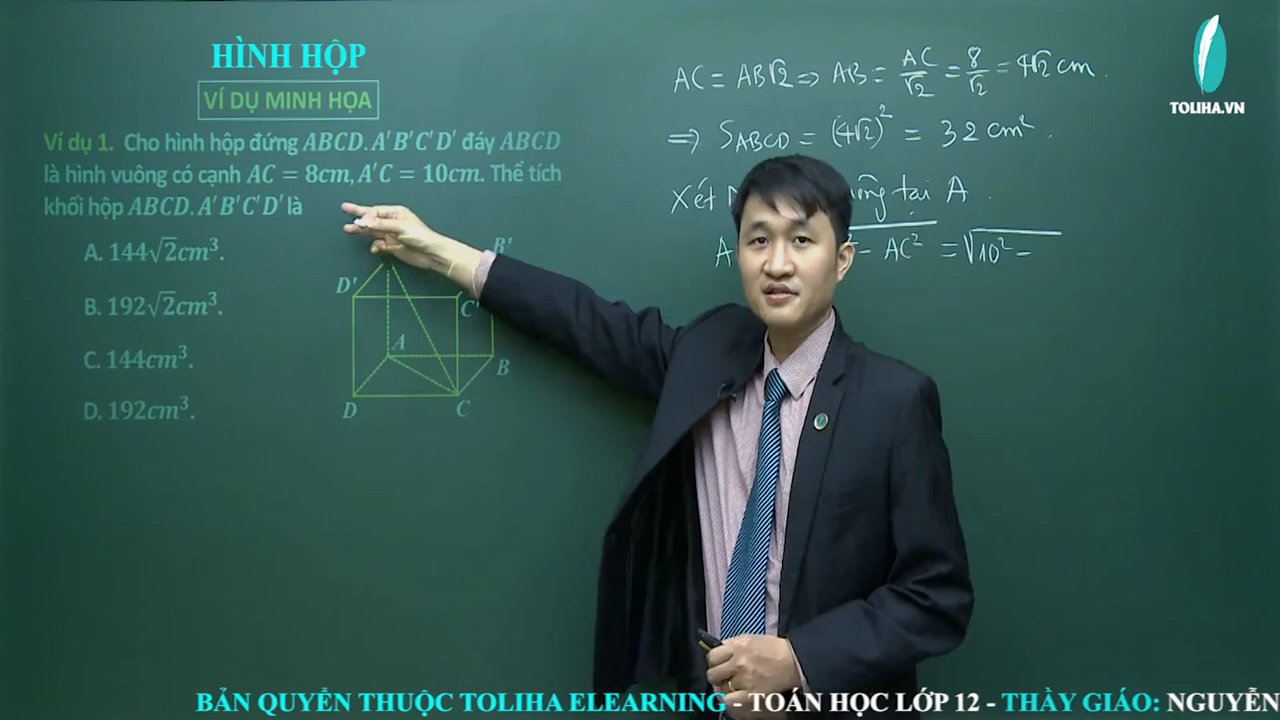 HÌNH HỘP
VÍ DỤ MINH HỌA
Ví dụ 1. Cho hình hộp đứng ABCD.A'B'C'D' đáy ABCD
là hình vuông có cạnh AC = 8cm, A'C = 10cm. Thể tích
khối hộp ABCD.A'B'C'D' là
A. 144√2cm³.
B. 192√2cm³.
C. 144cm³.
D. 192cm³.
B'
D'
C'
A
B
D
C
AC = AB√2 ⇒ AB = AC/√2 = 8/√2 = 4√2 cm.
⇒ S_ABCD = (4√2)² = 32 cm².
Xét tại A.
A - AC² = √10² -
TOLIHA.VN
BẢN QUYỄN THUỘC TOLIHA ELEARNING - TOÁN HỌC LỚP 12 - THẦY GIÁO: NGUYỄN